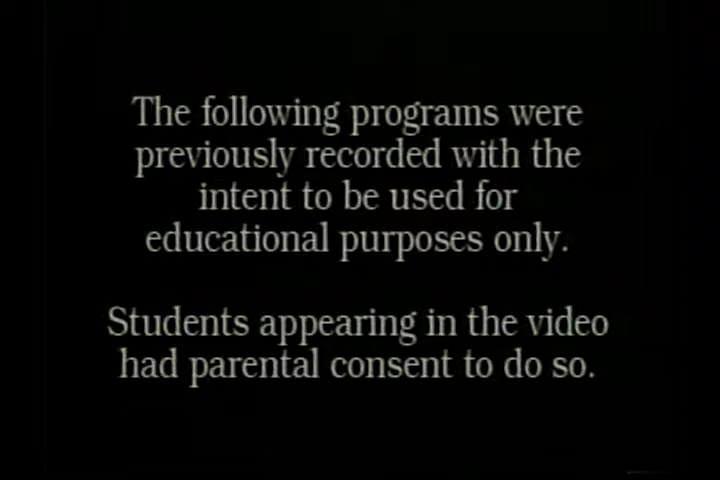 The following programs were
previously recorded with the
intent to be used for
educational purposes only.
Students appearing in the video
had parental consent to do so.